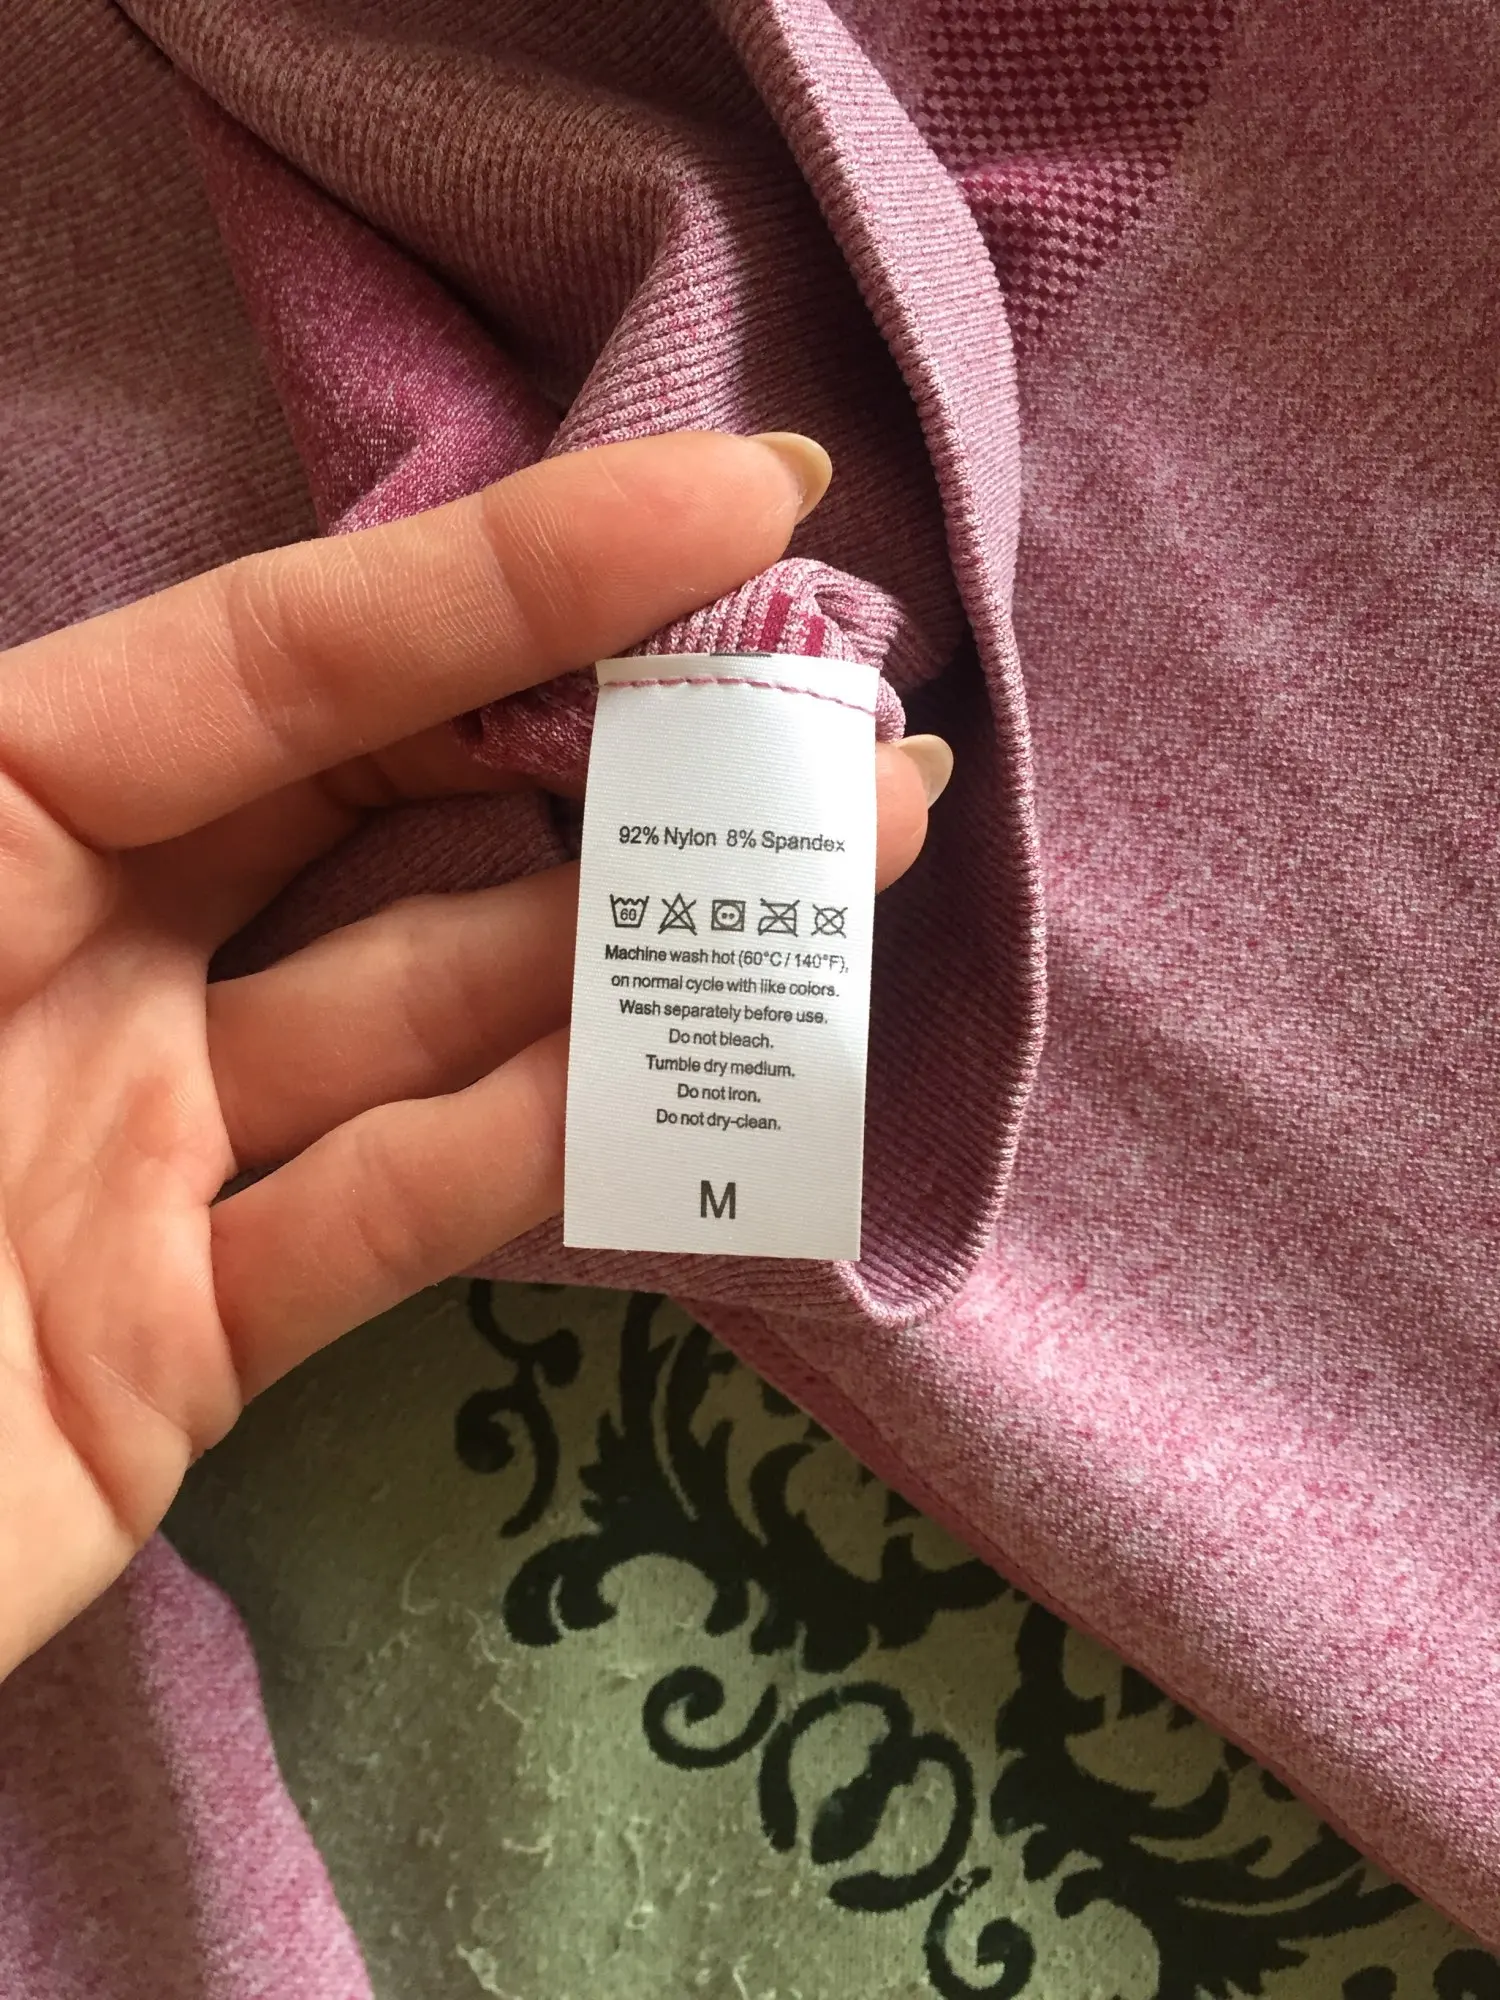 92% Nylon 8% Spandex
60
Machine wash hot (60°C / 140°F),
on normal cycle with like colors.
Wash separately before use.
Do not bleach.
Tumble dry medium.
Do not iron.
Do not dry-clean.
M